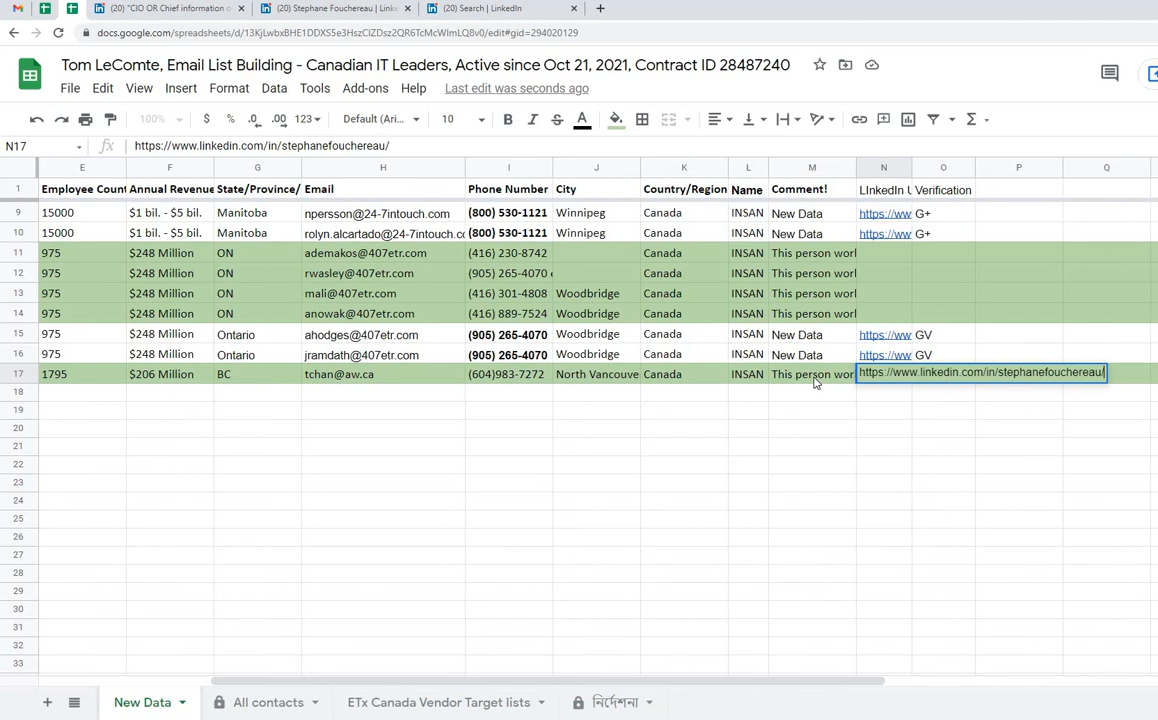 (20) "CIO OR Chief information o
(20) Stephane Fouchereau | Linke
(20) Search | LinkedIn
docs.google.com/spreadsheets/d/13KjLwbxBHE1DDXS5e3HszClZDsz2QR6TcMcWImLQ8v0/edit#gid=294020129
Tom LeComte, Email List Building - Canadian IT Leaders, Active since Oct 21, 2021, Contract ID 28487240
File Edit View Insert Format Data Tools Add-ons Help Last edit was seconds ago
100% $ % .0 .00 123 Default (Ari... 10 B I S A Σ
N17 fx https://www.linkedin.com/in/stephanefouchereau/
E F G H I J K L M N O P Q
1 Employee Count Annual Revenue State/Province/ Email Phone Number City Country/Region Name Comment! LInkedIn U Verification
9 15000 $1 bil. - $5 bil. Manitoba npersson@24-7intouch.com (800) 530-1121 Winnipeg Canada INSAN New Data https://ww G+
10 15000 $1 bil. - $5 bil. Manitoba rolyn.alcartado@24-7intouch.co (800) 530-1121 Winnipeg Canada INSAN New Data https://ww G+
11 975 $248 Million ON ademakos@407etr.com (416) 230-8742 Canada INSAN This person worl
12 975 $248 Million ON rwasley@407etr.com (905) 265-4070 e Canada INSAN This person worl
13 975 $248 Million ON mali@407etr.com (416) 301-4808 Woodbridge Canada INSAN This person worl
14 975 $248 Million ON anowak@407etr.com (416) 889-7524 Woodbridge Canada INSAN This person worl
15 975 $248 Million Ontario ahodges@407etr.com (905) 265-4070 Woodbridge Canada INSAN New Data https://ww GV
16 975 $248 Million Ontario jramdath@407etr.com (905) 265-4070 Woodbridge Canada INSAN New Data https://ww GV
17 1795 $206 Million BC tchan@aw.ca (604)983-7272 North Vancouve Canada INSAN This person wor https://www.linkedin.com/in/stephanefouchereau/
18
19
20
21
22
23
24
25
26
27
28
29
30
31
32
33
New Data All contacts ETx Canada Vendor Target lists নির্দেশনা